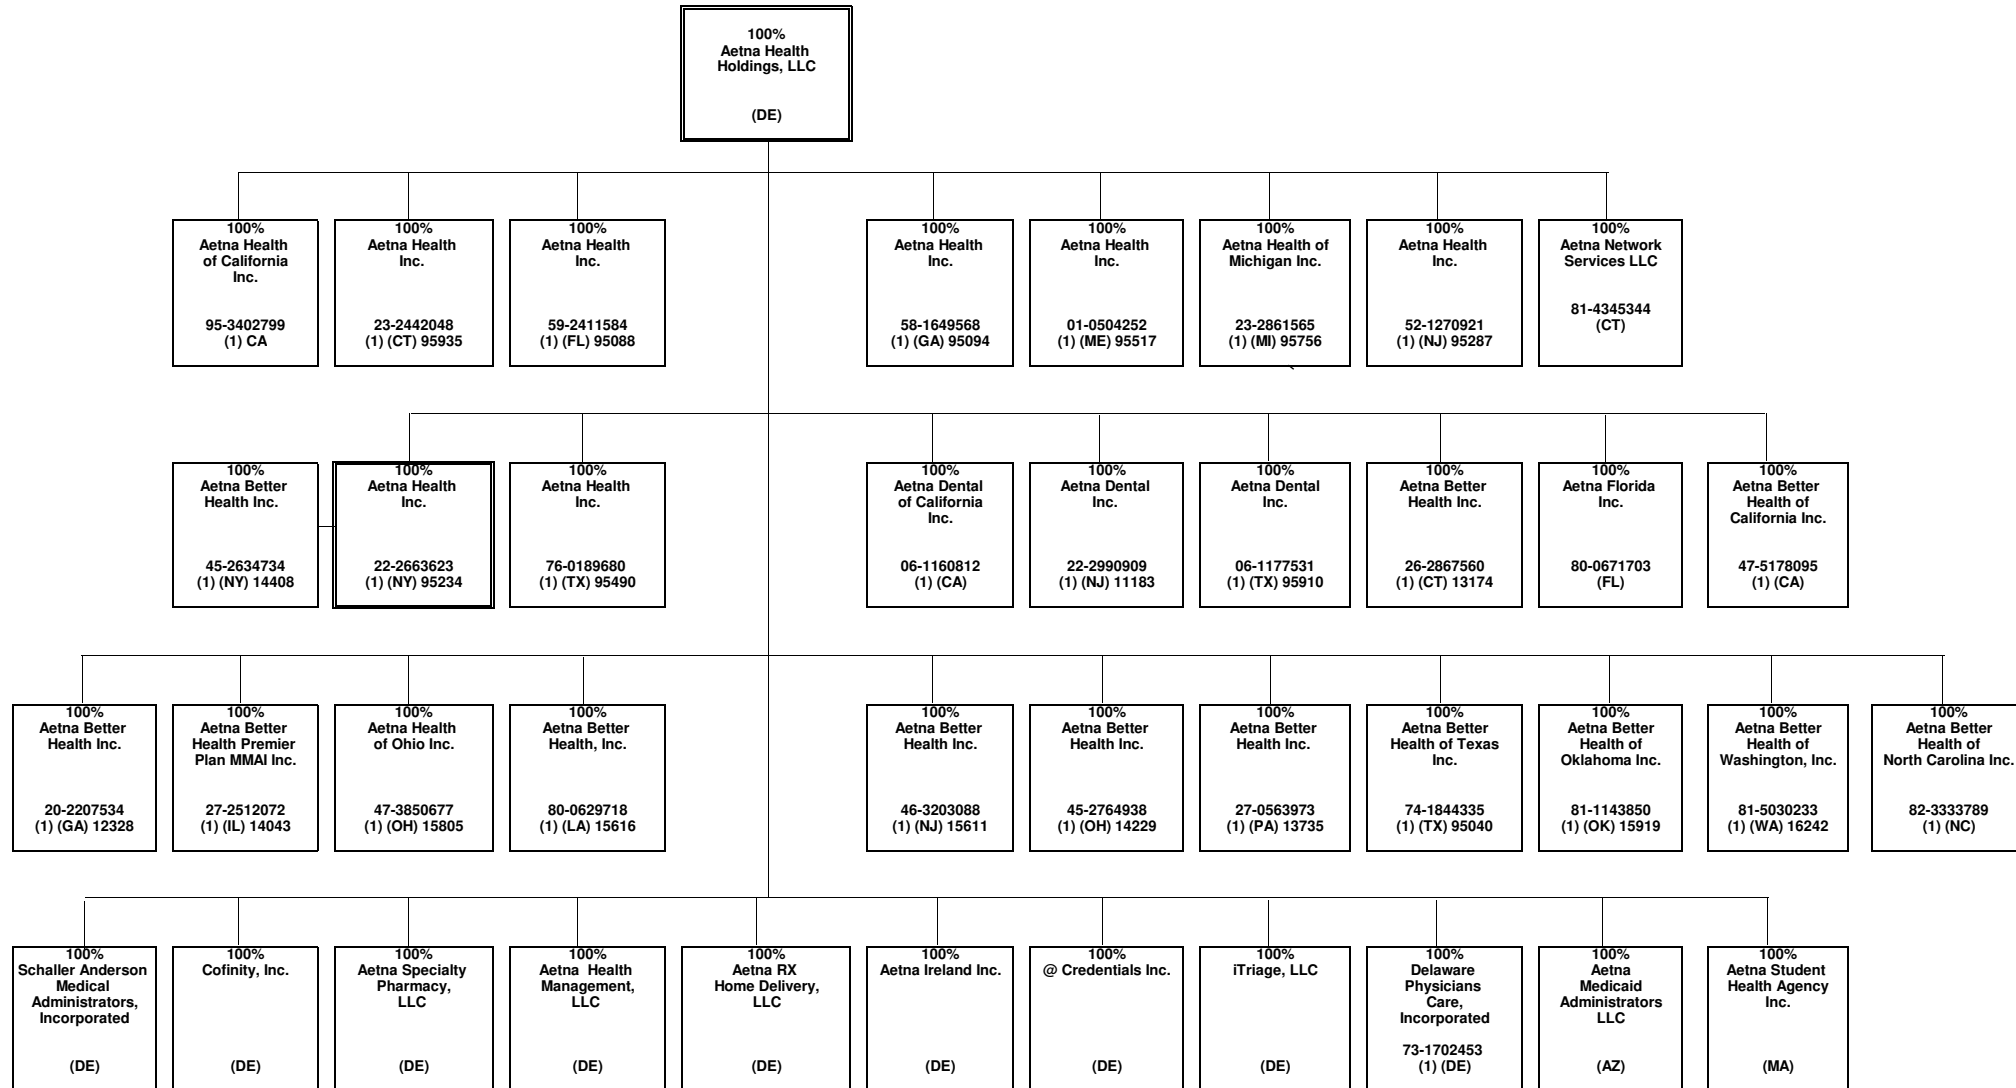 100%
Aetna Health
Holdings, LLC
(DE)
100%
Aetna Health
of California
Inc.
95-3402799
(1) CA
100%
Aetna Health
Inc.
23-2442048
(1) (CT) 95935
100%
Aetna Health
Inc.
59-2411584
(1) (FL) 95088
100%
Aetna Health
Inc.
58-1649568
(1) (GA) 95094
100%
Aetna Health
Inc.
01-0504252
(1) (ME) 95517
100%
Aetna Health of
Michigan Inc.
23-2861565
(1) (MI) 95756
100%
Aetna Health
Inc.
52-1270921
(1) (NJ) 95287
100%
Aetna Network
Services LLC
81-4345344
(CT)
100%
Aetna Better
Health Inc.
45-2634734
(1) (NY) 14408
100%
Aetna Health
Inc.
22-2663623
(1) (NY) 95234
100%
Aetna Health
Inc.
76-0189680
(1) (TX) 95490
100%
Aetna Dental
of California
Inc.
06-1160812
(1) (CA)
100%
Aetna Dental
Inc.
22-2990909
(1) (NJ) 11183
100%
Aetna Dental
Inc.
06-1177531
(1) (TX) 95910
100%
Aetna Better
Health Inc.
26-2867560
(1) (CT) 13174
100%
Aetna Florida
Inc.
80-0671703
(FL)
100%
Aetna Better
Health of
California Inc.
47-5178095
(1) (CA)
100%
Aetna Better
Health Inc.
20-2207534
(1) (GA) 12328
100%
Aetna Better
Health Premier
Plan MMAI Inc.
27-2512072
(1) (IL) 14043
100%
Aetna Health
of Ohio Inc.
47-3850677
(1) (OH) 15805
100%
Aetna Better
Health, Inc.
80-0629718
(1) (LA) 15616
100%
Aetna Better
Health Inc.
46-3203088
(1) (NJ) 15611
100%
Aetna Better
Health Inc.
45-2764938
(1) (OH) 14229
100%
Aetna Better
Health Inc.
27-0563973
(1) (PA) 13735
100%
Aetna Better
Health of Texas
Inc.
74-1844335
(1) (TX) 95040
100%
Aetna Better
Health of
Oklahoma Inc.
81-1143850
(1) (OK) 15919
100%
Aetna Better
Health of
Washington, Inc.
81-5030233
(1) (WA) 16242
100%
Aetna Better
Health of
North Carolina Inc.
82-3333789
(1) (NC)
100%
Schaller Anderson
Medical
Administrators,
Incorporated
(DE)
100%
Cofinity, Inc.
(DE)
100%
Aetna Specialty
Pharmacy,
LLC
(DE)
100%
Aetna Health
Management,
LLC
(DE)
100%
Aetna RX
Home Delivery,
LLC
(DE)
100%
Aetna Ireland Inc.
(DE)
100%
@ Credentials Inc.
(DE)
100%
iTriage, LLC
(DE)
100%
Delaware
Physicians
Care,
Incorporated
73-1702453
(1) (DE)
100%
Aetna
Medicaid
Administrators
LLC
(AZ)
100%
Aetna Student
Health Agency
Inc.
(MA)